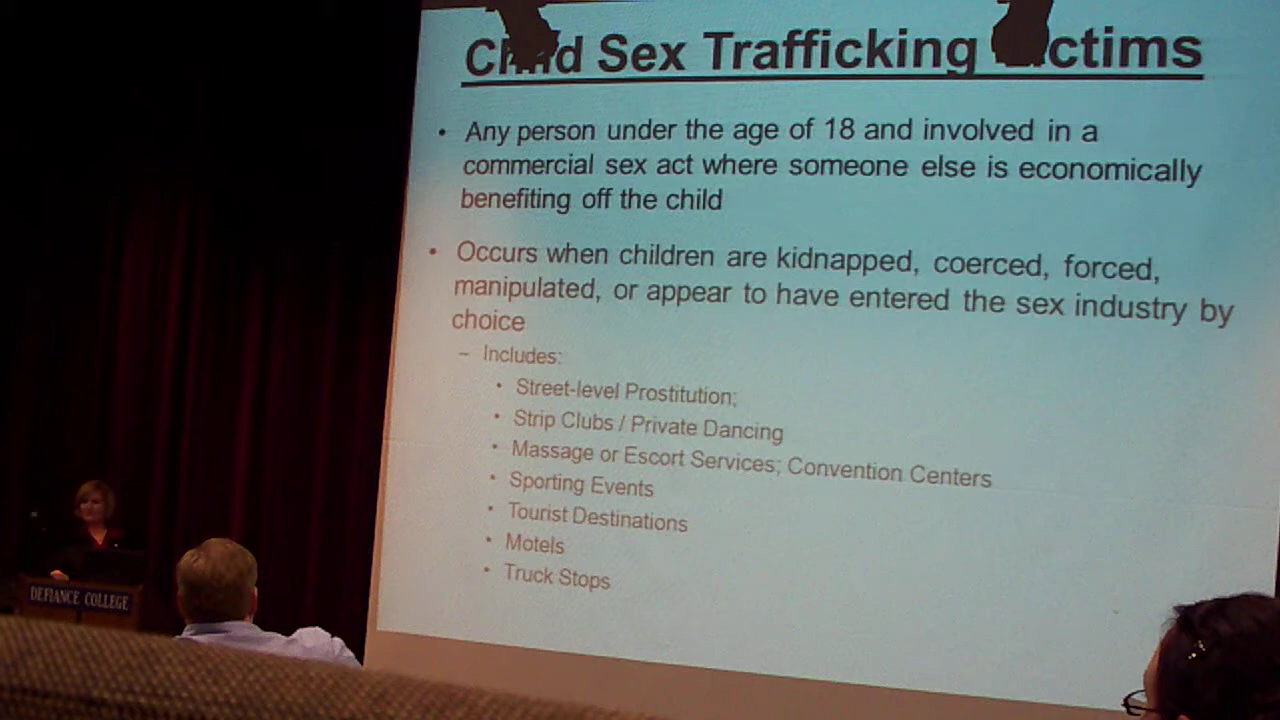 Child Sex Trafficking Victims
• Any person under the age of 18 and involved in a
commercial sex act where someone else is economically
benefiting off the child
• Occurs when children are kidnapped, coerced, forced,
manipulated, or appear to have entered the sex industry by
choice
– Includes:
• Street-level Prostitution;
• Strip Clubs / Private Dancing
• Massage or Escort Services; Convention Centers
• Sporting Events
• Tourist Destinations
• Motels
• Truck Stops
DEFIANCE COLLEGE